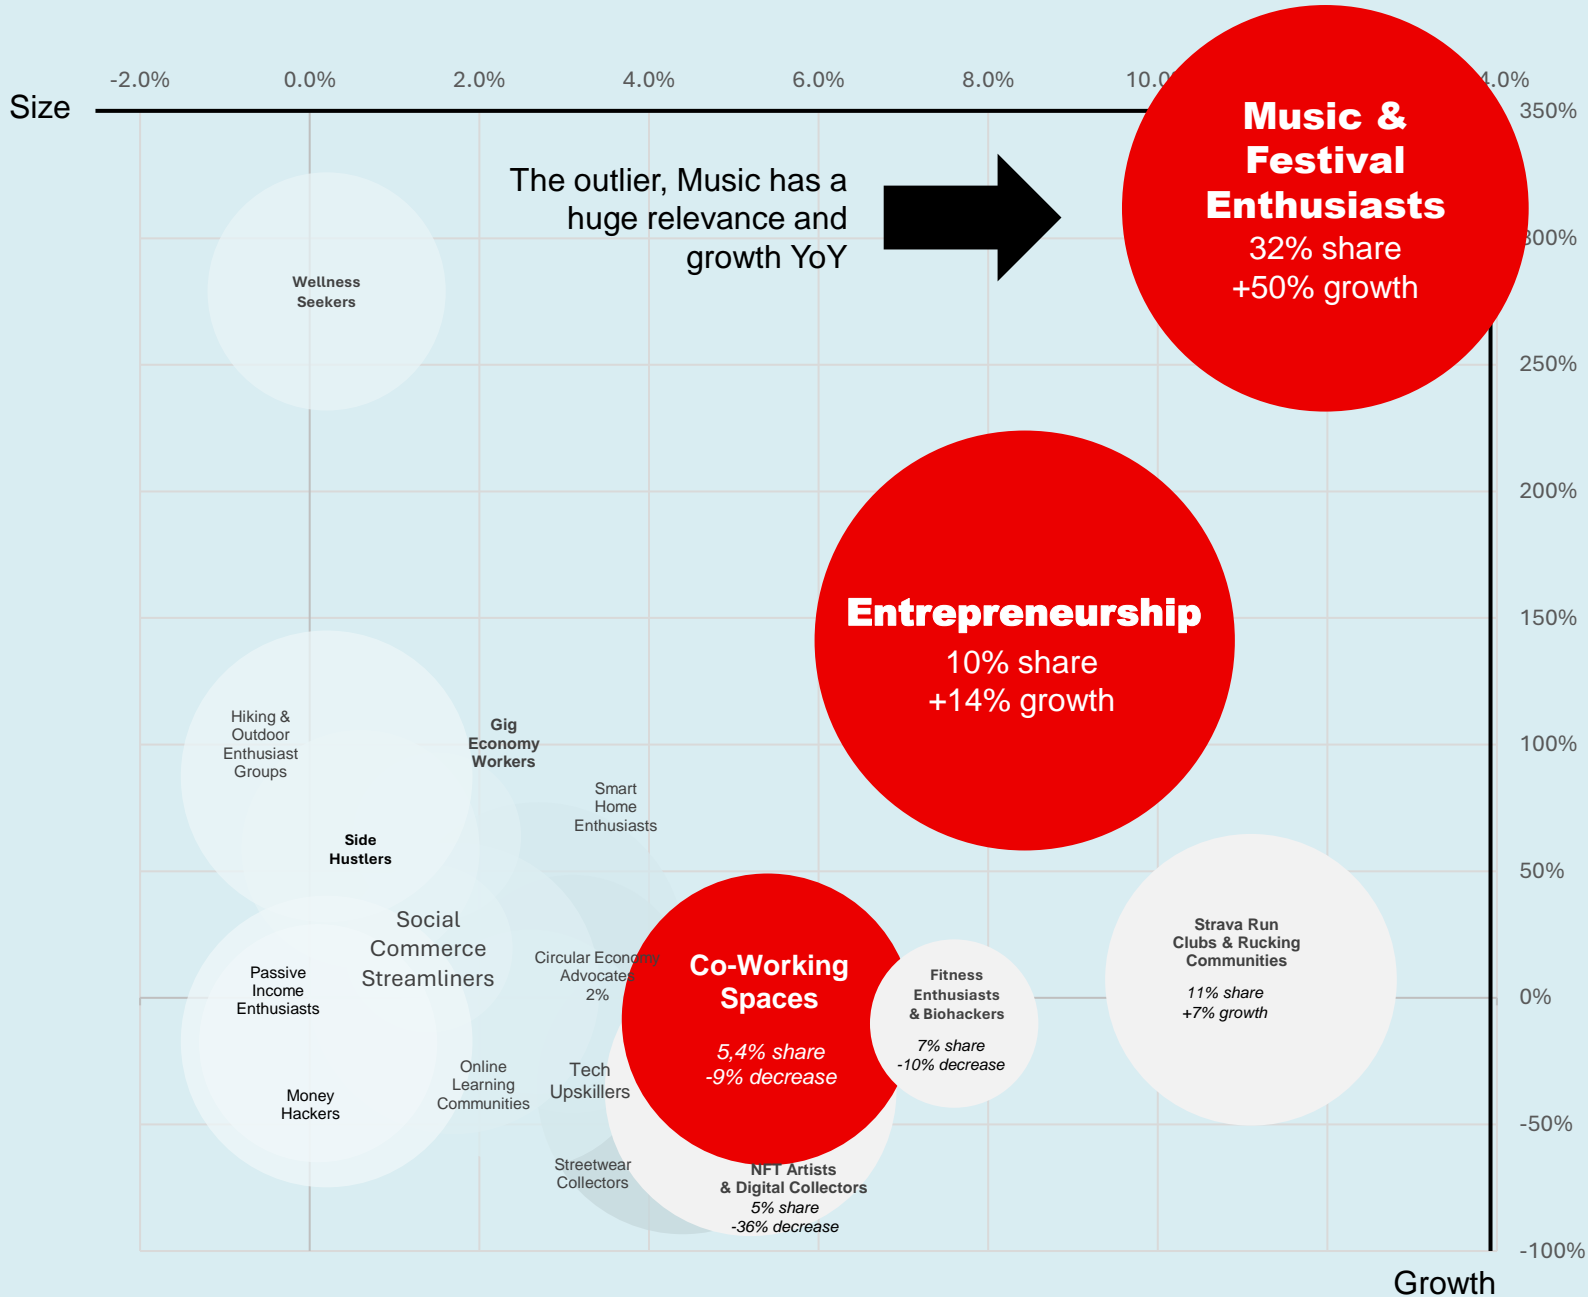 -2.0%
0.0%
2.0%
4.0%
6.0%
8.0%
10.0
4.0%
Size
350%
300%
250%
200%
150%
100%
50%
0%
-50%
-100%
Growth
The outlier, Music has a
huge relevance and
growth YoY
Music &
Festival
Enthusiasts
32% share
+50% growth
Wellness
Seekers
Entrepreneurship
10% share
+14% growth
Hiking &
Outdoor
Enthusiast
Groups
Gig
Economy
Workers
Smart
Home
Enthusiasts
Side
Hustlers
Social
Commerce
Streamliners
Passive
Income
Enthusiasts
Circular Economy
Advocates
2%
Co-Working
Spaces
5,4% share
-9% decrease
Fitness
Enthusiasts
& Biohackers
7% share
-10% decrease
Strava Run
Clubs & Rucking
Communities
11% share
+7% growth
Money
Hackers
Online
Learning
Communities
Tech
Upskillers
Streetwear
Collectors
NFT Artists
& Digital Collectors
5% share
-36% decrease